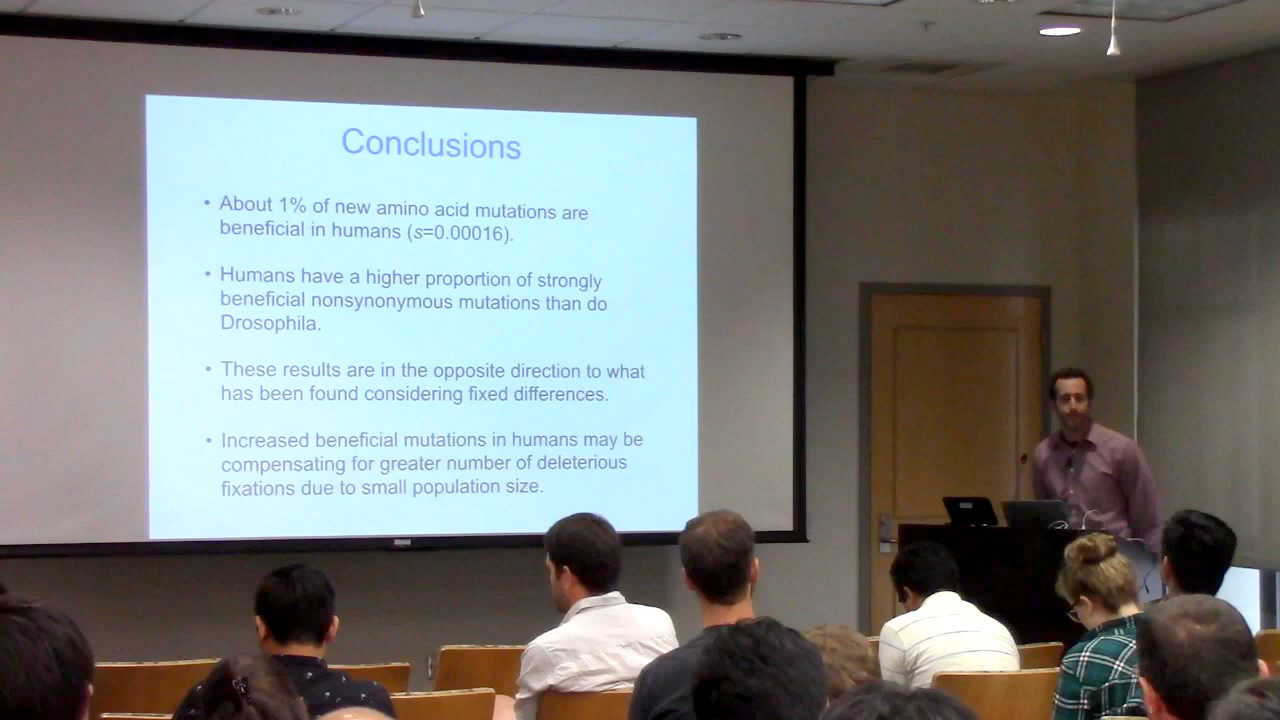 Conclusions
• About 1% of new amino acid mutations are
beneficial in humans (s=0.00016).
• Humans have a higher proportion of strongly
beneficial nonsynonymous mutations than do
Drosophila.
• These results are in the opposite direction to what
has been found considering fixed differences.
• Increased beneficial mutations in humans may be
compensating for greater number of deleterious
fixations due to small population size.